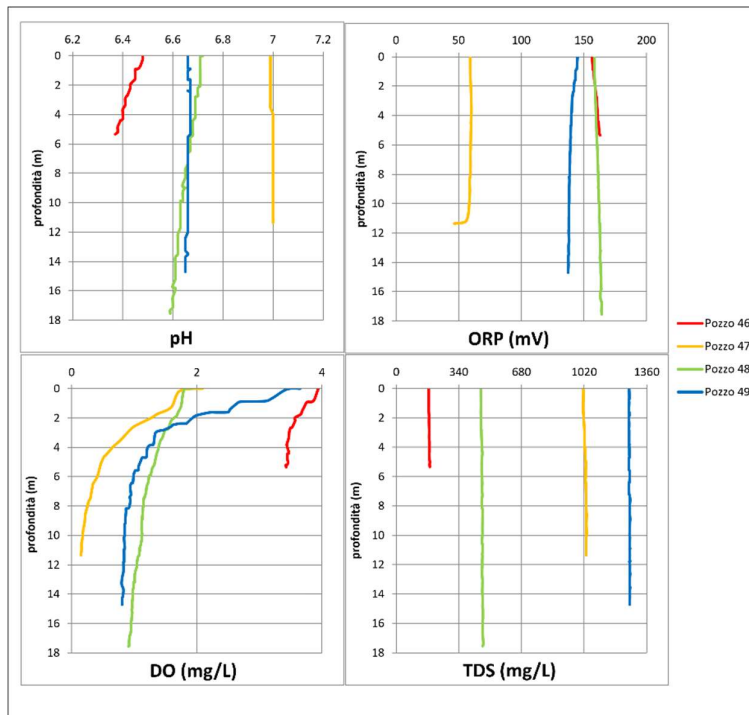 6.2 6.4 6.6 6.8 7 7.2
0
2
4
6
8
10
12
14
16
18
profondità (m)
pH
0 50 100 150 200
0
2
4
6
8
10
12
14
16
18
profondità (m)
ORP (mV)
0 2 4
0
2
4
6
8
10
12
14
16
18
profondità (m)
DO (mg/L)
0 340 680 1020 1360
0
2
4
6
8
10
12
14
16
18
profondità (m)
TDS (mg/L)
Pozzo 46
Pozzo 47
Pozzo 48
Pozzo 49